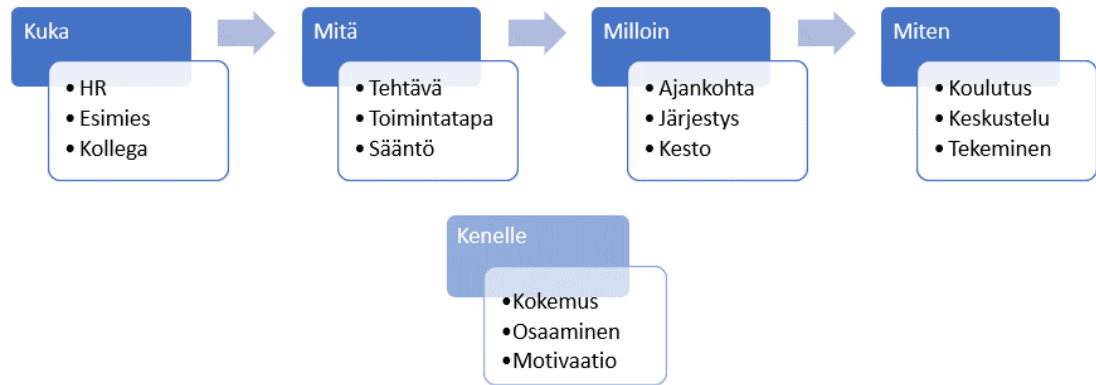 Kuka
• HR
• Esimies
• Kollega
Mitä
• Tehtävä
• Toimintatapa
• Sääntö
Milloin
• Ajankohta
• Järjestys
• Kesto
Miten
• Koulutus
• Keskustelu
• Tekeminen
Kenelle
•Kokemus
•Osaaminen
•Motivaatio